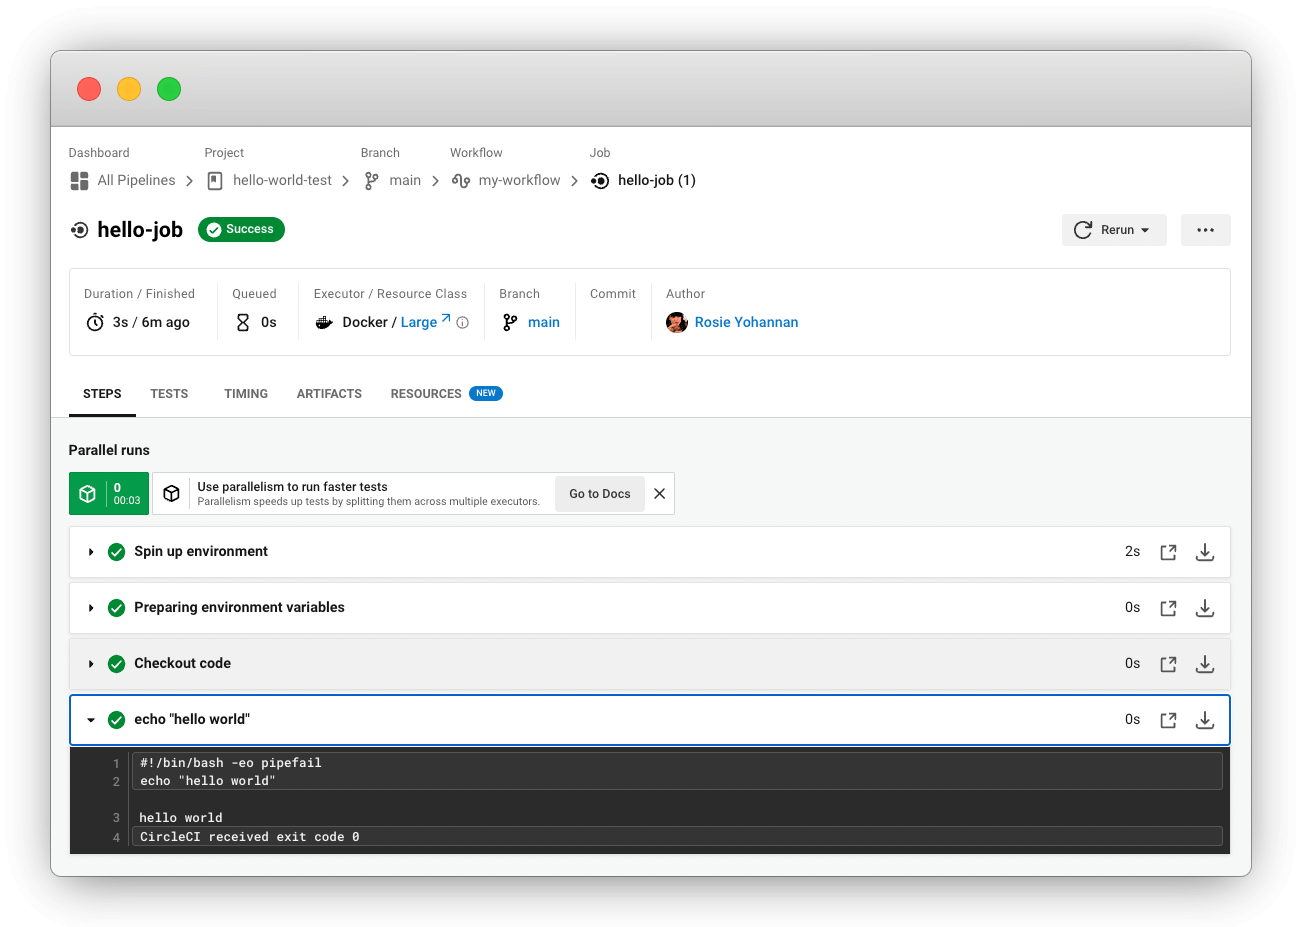 Dashboard Project Branch Workflow Job
All Pipelines hello-world-test main my-workflow hello-job (1)
hello-job Success Rerun
Duration / Finished Queued Executor / Resource Class Branch Commit Author
3s / 6m ago 0s Docker / Large main Rosie Yohannan
STEPS TESTS TIMING ARTIFACTS RESOURCES NEW
Parallel runs
0 Use parallelism to run faster tests Go to Docs
00:03 Parallelism speeds up tests by splitting them across multiple executors.
Spin up environment 2s
Preparing environment variables 0s
Checkout code 0s
echo "hello world" 0s
1 #!/bin/bash -eo pipefail
2 echo "hello world"
3 hello world
4 CircleCI received exit code 0